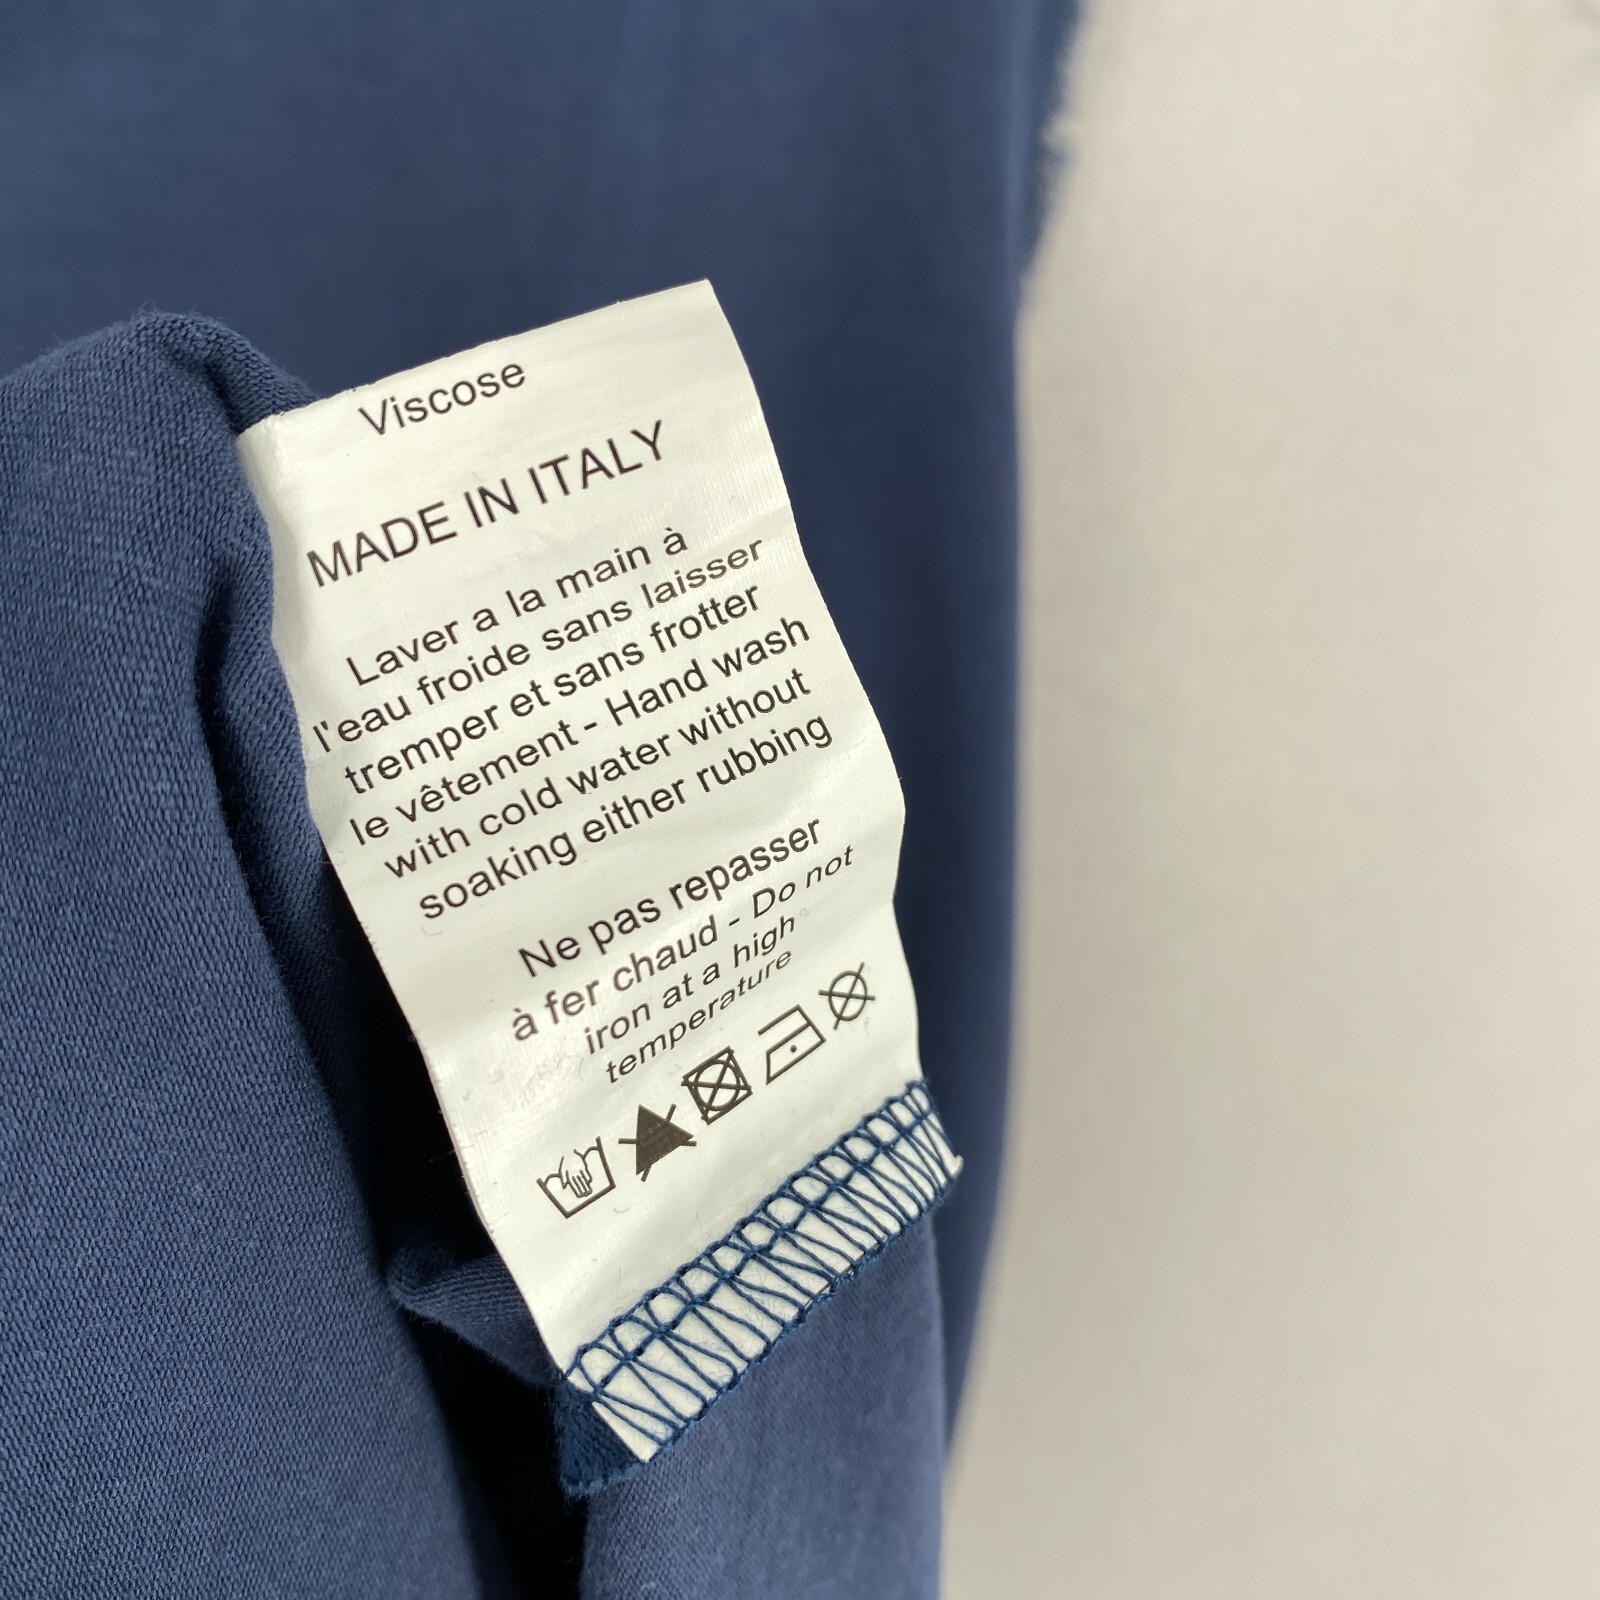 Viscose
MADE IN ITALY
Laver a la main à
l'eau froide sans laisser
tremper et sans frotter
le vêtement - Hand wash
with cold water without
soaking either rubbing
Ne pas repasser
à fer chaud - Do not
iron at a high
temperature